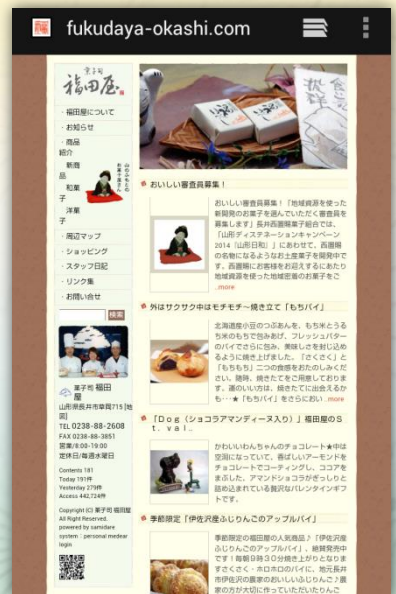 fukudaya-okashi.com
菓子司
福田屋
・福田屋について
・お知らせ
・商品
紹介
新商
品
和菓
子
洋菓
子
・周辺マップ
・ショッピング
・スタッフ日記
・リンク集
・お問い合せ
検索
菓子司 福田
屋
山形県長井市草岡715 [地
図]
TEL 0238-88-2608
FAX 0238-88-3851
営業/8:00-19:00
定休日/毎週水曜日
Contents 181
Today 191件
Yesterday 279件
Access 442,724件
Copyright (C) 菓子司 福田屋
All Right Reserved.
powered by samidare
system：personal medear
login
おいしい審査員募集！
おいしい審査員募集！「地域資源を使った
新開発のお菓子を選んでいただく審査員を
募集します」長井西置賜菓子組合では、
「山形ディスティネーションキャンペーン
2014『山形日和』」にあわせて、西置賜
の名物になるようなお土産菓子を開発中で
す。西置賜にお客様をお迎えするにあたり
地域資源を使った地域密着のお菓子をご
..more
外はサクサク中はモチモチ～焼き立て「もちパイ」
北海道産小豆のつぶあんを、もち米とうる
ち米のもちで包みあげ、フレッシュバター
のパイでさらに包み、美味しさを封じ込め
るように焼き上げました。『さくさく』と
『もちもち』二つの食感をお楽しみくだ
さい。随時、焼きたてをご用意しておりま
す。運のいい方は、焼きたてに出会えるか
も・・・★「もちパイ」をさらにおい..more
「Ｄｏｇ（ショコラアマンディーヌ入り）」福田屋のＳ
ｔ．ｖａｌ．
かわいいわんちゃんのチョコレート★中は
空洞になっていて、香ばしいアーモンドを
チョコレートでコーティングし、ココアを
まぶした、アマンドショコラがぎっしりと
詰め込まれている贅沢なバレンタインギフ
トです。
季節限定「伊佐沢産ふじりんごのアップルパイ」
季節限定の福田屋の人気商品♪「伊佐沢産
ふじりんごのアップルパイ」、絶賛発売中
です！毎朝9時３０分焼き上がりとなりま
すさくさく・ホロホロのパイに、地元長井
市伊佐沢の農家のおいしいふじりんご♪農
家の方が大切に作っていただいたりんご